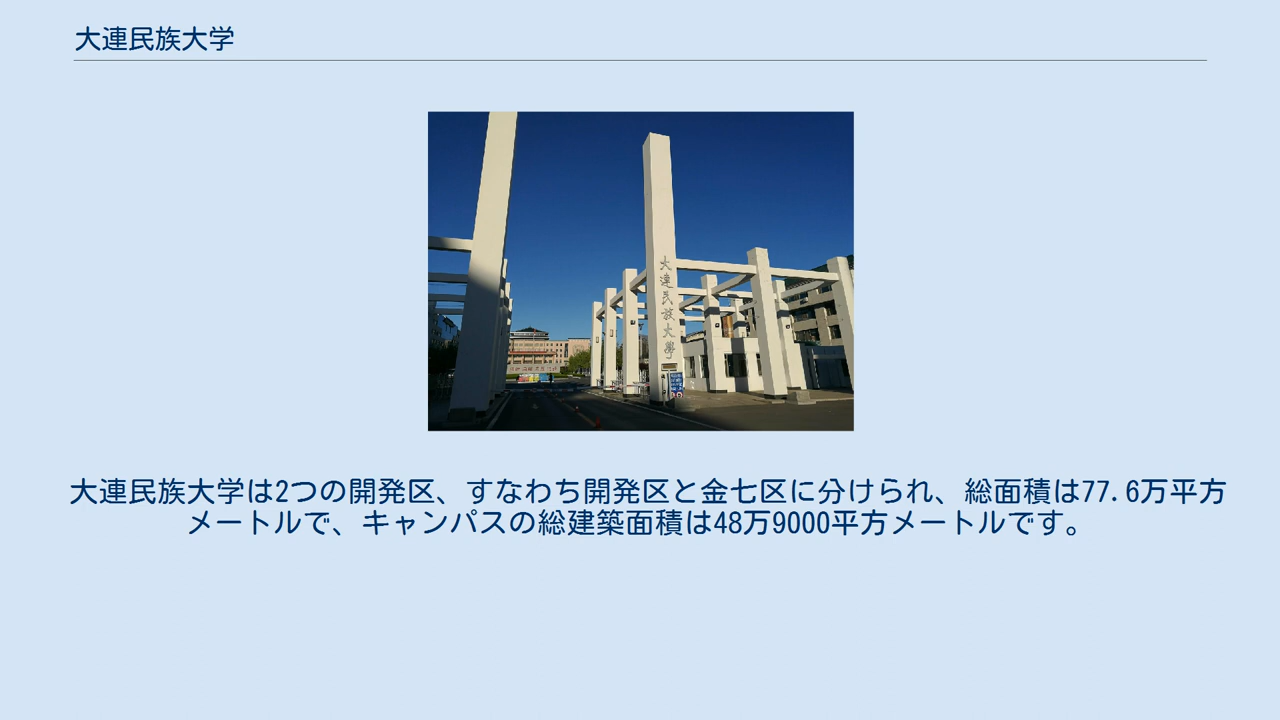 大連民族大学
大連民族大學
大連民族大学は2つの開発区、すなわち開発区と金七区に分けられ、総面積は77.6万平方
メートルで、キャンパスの総建築面積は48万9000平方メートルです。